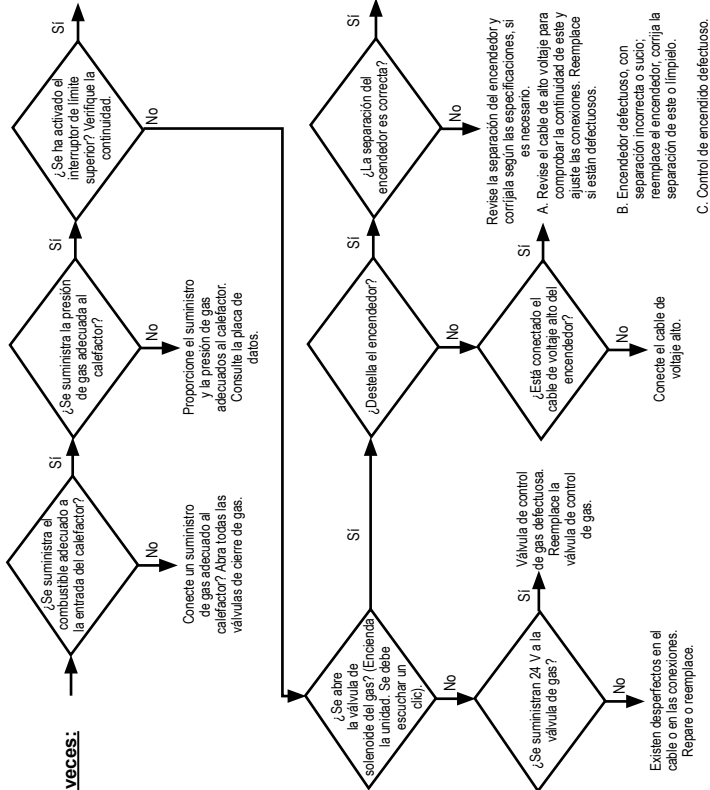 veces:
¿Se suministra el
combustible adecuado a
la entrada del calefactor?
Sí
No
Conecte un suministro
de gas adecuado al
calefactor? Abra todas las
válvulas de cierre de gas.
¿Se suministra la presión
de gas adecuada al
calefactor?
Sí
No
Proporcione el suministro
y la presión de gas
adecuados al calefactor.
Consulte la placa de
datos.
¿Se ha activado el
interruptor de límite
superior? Verifique la
continuidad.
Sí
No
¿Se abre
la válvula de
solenoide del gas? (Encienda
la unidad. Se debe
escuchar un
clic).
Sí
No
¿Se suministran 24 V a la
válvula de gas?
Sí
Válvula de control
de gas defectuosa.
Reemplace la
válvula de control
de gas.
No
Existen desperfectos en el
cable o en las conexiones.
Repare o reemplace.
¿Destella el encendedor?
Sí
No
¿Está conectado el
cable de voltaje alto del
encendedor?
Sí
No
Conecte el cable de
voltaje alto.
¿La separación del
encendedor es correcta?
Sí
No
Revise la separación del encendedor y
corríjala según las especificaciones, si
es necesario.
A. Revise el cable de alto voltaje para
comprobar la continuidad de este y
ajuste las conexiones. Reemplace
si están defectuosos.
B. Encendedor defectuoso, con
separación incorrecta o sucio;
reemplace el encendedor, corrija la
separación de este o límpielo.
C. Control de encendido defectuoso.